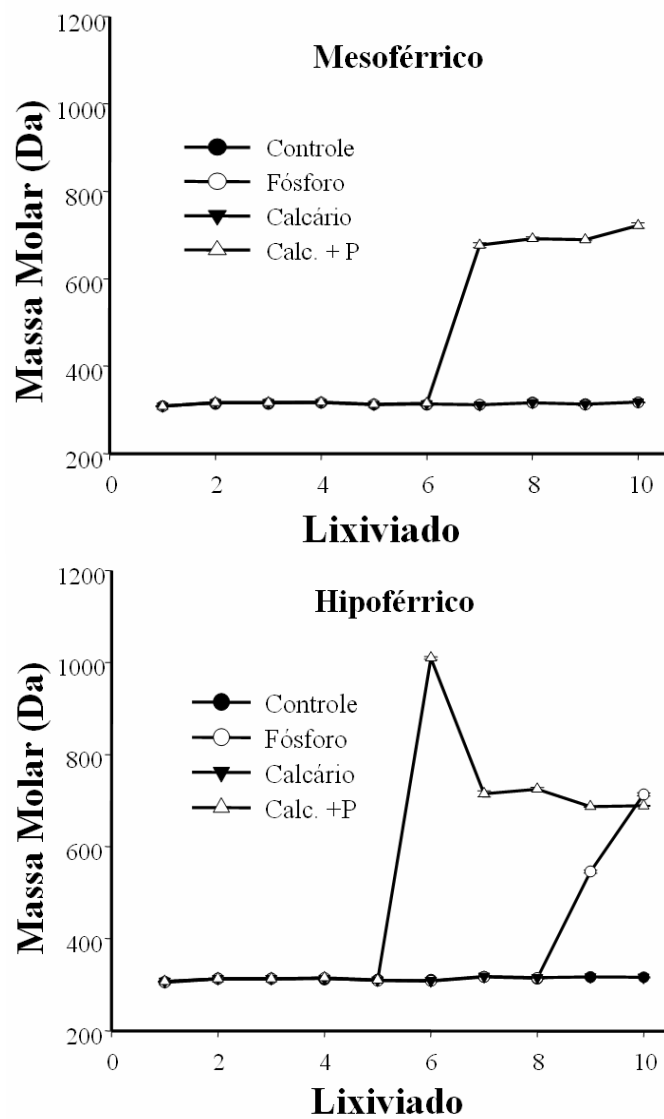 Mesoférrico
Massa Molar (Da)
1200
1000
800
600
400
200
Controle
Fósforo
Calcário
Calc. + P
0 2 4 6 8 10
Lixiviado
Hipoférrico
Massa Molar (Da)
1200
1000
800
600
400
200
Controle
Fósforo
Calcário
Calc. +P
0 2 4 6 8 10
Lixiviado